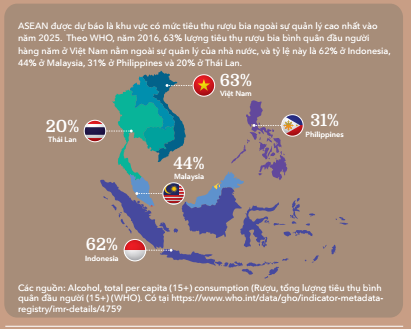 ASEAN được dự báo là khu vực có mức tiêu thụ rượu bia ngoài sự quản lý cao nhất vào
năm 2025. Theo WHO, năm 2016, 63% lượng tiêu thụ rượu bia bình quân đầu người
hàng năm ở Việt Nam nằm ngoài sự quản lý của nhà nước, và tỷ lệ này là 62% ở Indonesia,
44% ở Malaysia, 31% ở Philippines và 20% ở Thái Lan.
63%
Việt Nam
20%
Thái Lan
31%
Philippines
44%
Malaysia
62%
Indonesia
Các nguồn: Alcohol, total per capita (15+) consumption (Rượu, tổng lượng tiêu thụ bình
quân đầu người (15+) (WHO). Có tại https://www.who.int/data/gho/indicator-metadata-
registry/imr-details/4759